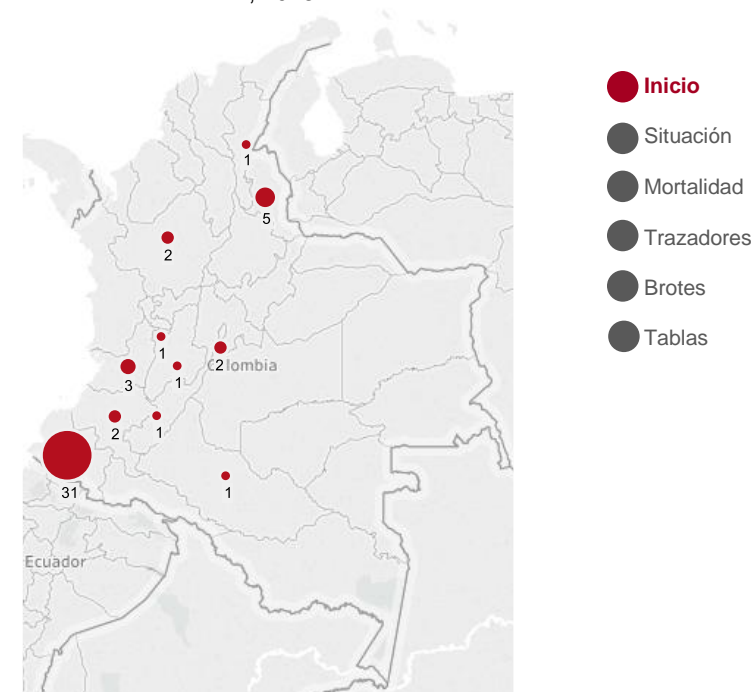 Inicio
Situación
Mortalidad
Trazadores
Brotes
Tablas
1
5
2
1
2
Colombia
3
1
2
1
31
1
Ecuador